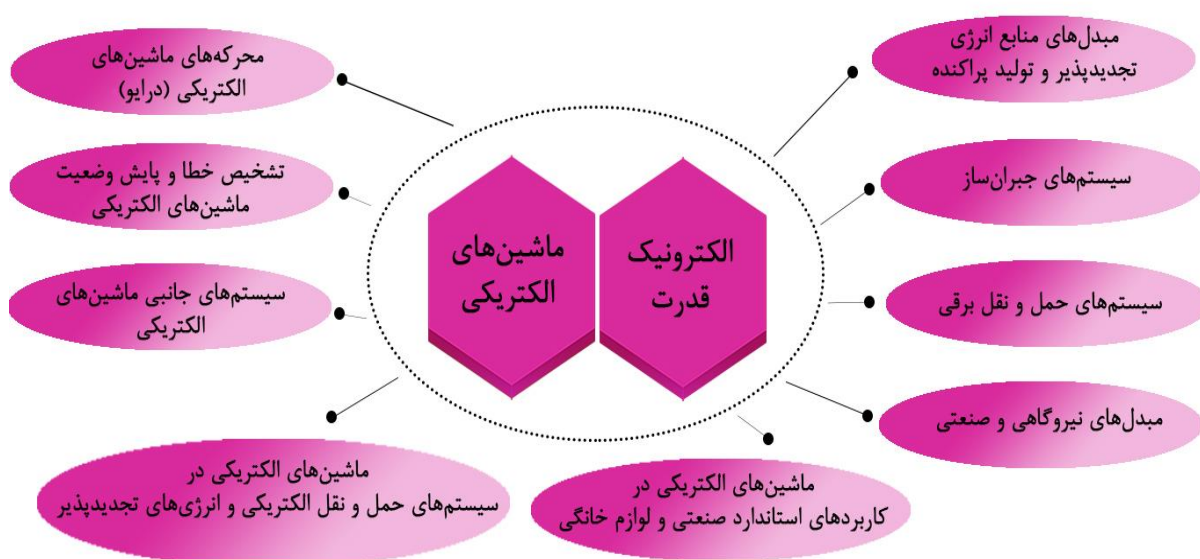 مبدل‌های منابع انرژی
تجدیدپذیر و تولید پراکنده
سیستم‌های جبران‌ساز
سیستم‌های حمل و نقل برقی
مبدل‌های نیروگاهی و صنعتی
الکترونیک
قدرت
ماشین‌های
الکتریکی
محرکه‌های ماشین‌های
الکتریکی (درایو)
تشخیص خطا و پایش وضعیت
ماشین‌های الکتریکی
سیستم‌های جانبی ماشین‌های
الکتریکی
ماشین‌های الکتریکی در
کاربردهای استاندارد صنعتی و لوازم خانگی
ماشین‌های الکتریکی در
سیستم‌های حمل و نقل الکتریکی و انرژی‌های تجدیدپذیر